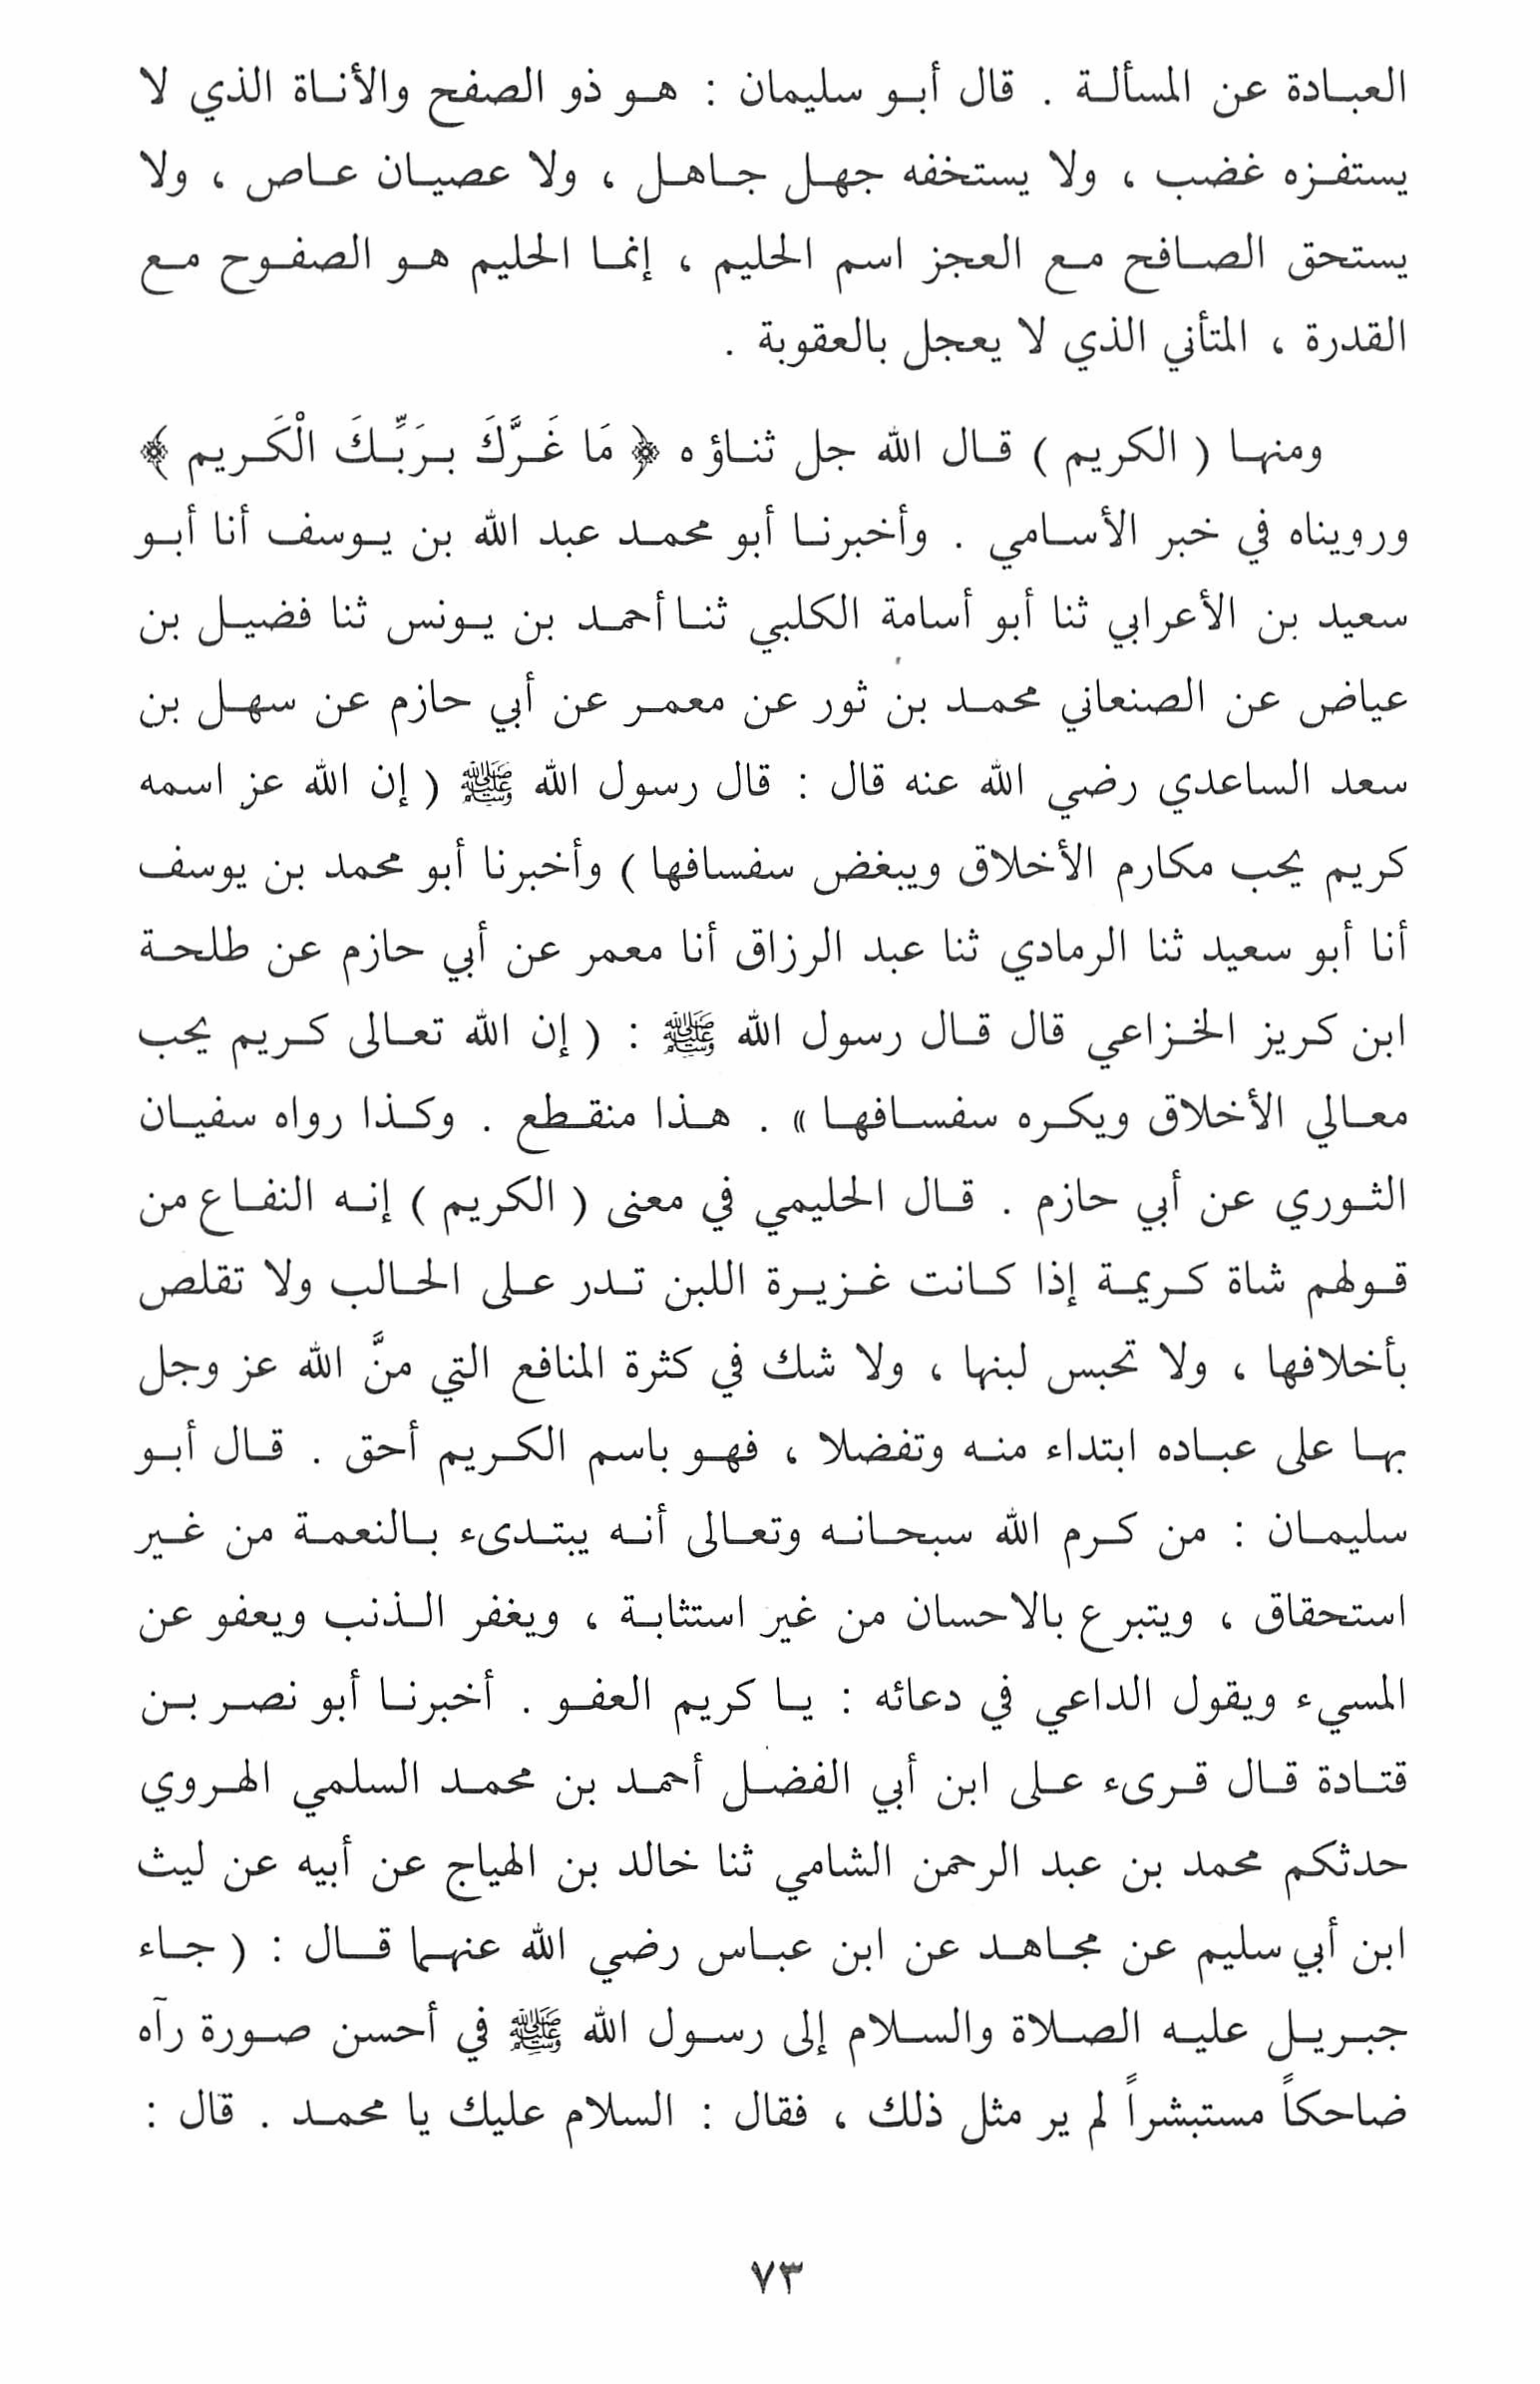 العبادة عن المسألة . قال أبو سليمان : هو ذو الصفح والأناة الذي لا
يستفزه غضب ، ولا يستخفه جهل جاهل ، ولا عصيان عاص ، ولا
يستحق الصافح مع العجز اسم الحليم ، إنما الحليم هو الصفوح مع
القدرة ، المتأني الذي لا يعجل بالعقوبة .
ومنها ( الكريم ) قال الله جل ثناؤه ﴿ مَا غَرَّكَ بِرَبِّكَ الْكَريم ﴾
ورويناه في خبر الأسامي . وأخبرنا أبو محمد عبد الله بن يوسف أنا أبو
سعيد بن الأعرابي ثنا أبو أسامة الكلبي ثنا أحمد بن يونس ثنا فضيل بن
عياض عن الصنعاني محمد بن ثور عن معمر عن أبي حازم عن سهل بن
سعد الساعدي رضي الله عنه قال : قال رسول الله ﷺ ( إن الله عز اسمه
كريم يحب مكارم الأخلاق ويبغض سفسافها ) وأخبرنا أبو محمد بن يوسف
أنا أبو سعيد ثنا الرمادي ثنا عبد الرزاق أنا معمر عن أبي حازم عن طلحة
ابن كريز الخزاعي قال قال رسول الله ﷺ : ( إن الله تعالى كريم يحب
معالي الأخلاق ويكره سفسافها » . هذا منقطع . وكذا رواه سفيان
الثوري عن أبي حازم . قال الحليمي في معنى ( الكريم ) إنه النفاع من
قولهم شاة كريمة إذا كانت غزيرة اللبن تدر على الحالب ولا تقلص
بأخلافها ، ولا تحبس لبنها ، ولا شك في كثرة المنافع التي منَّ الله عز وجل
بها على عباده ابتداء منه وتفضلا ، فهو باسم الكريم أحق . قال أبو
سليمان : من كرم الله سبحانه وتعالى أنه يبتدىء بالنعمة من غير
استحقاق ، ويتبرع بالاحسان من غير استثابة ، ويغفر الذنب ويعفو عن
المسيء ويقول الداعي في دعائه : يا كريم العفو . أخبرنا أبو نصر بن
قتادة قال قرىء على ابن أبي الفضل أحمد بن محمد السلمي الهروي
حدثكم محمد بن عبد الرحمن الشامي ثنا خالد بن الهياج عن أبيه عن ليث
ابن أبي سليم عن مجاهد عن ابن عباس رضي الله عنهما قال : ( جاء
جبريل عليه الصلاة والسلام إلى رسول الله ﷺ في أحسن صورة رآه
ضاحكاً مستبشراً لم ير مثل ذلك ، فقال : السلام عليك يا محمد . قال :
٧٣